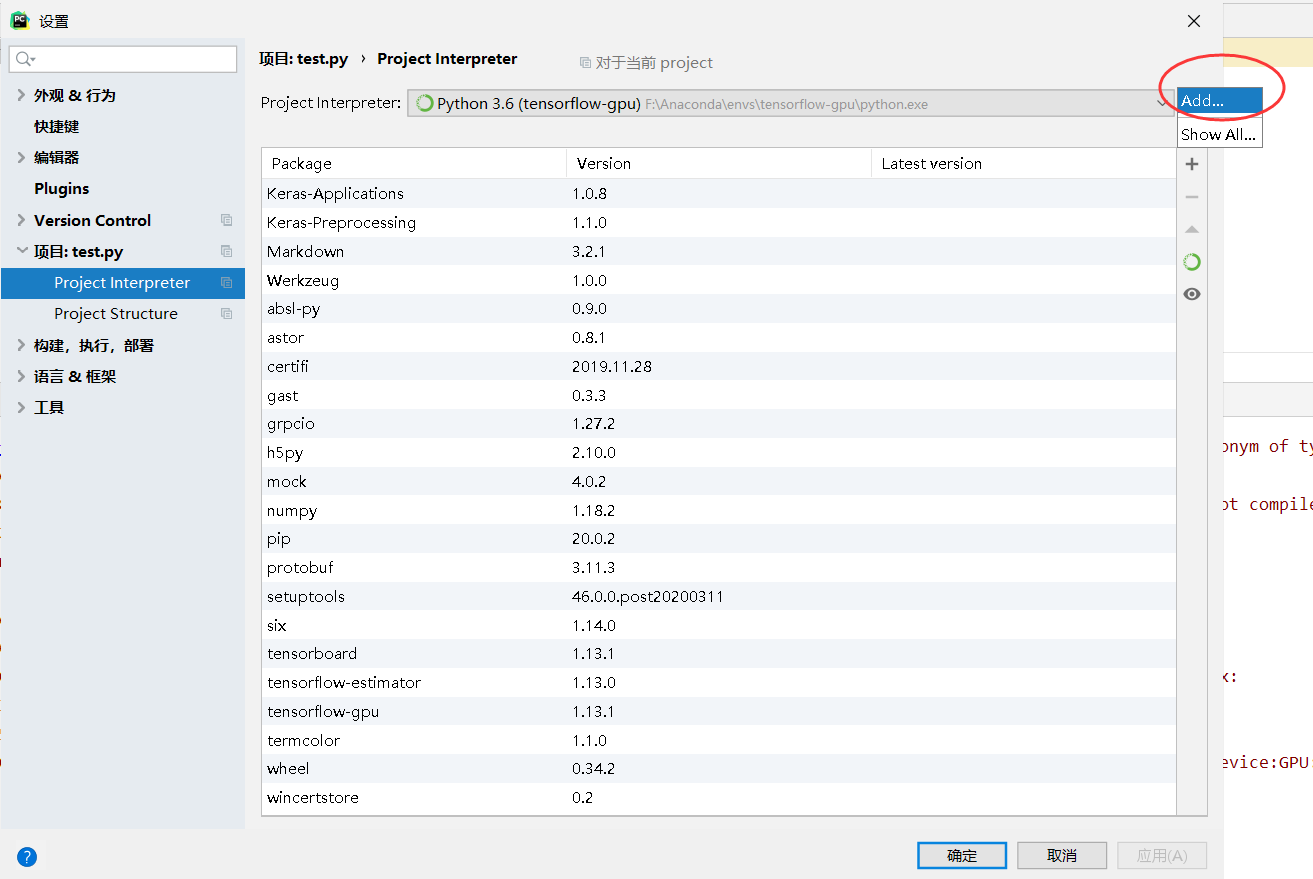 PC 设置
项目: test.py › Project Interpreter 对于当前 project
外观 & 行为
快捷键
编辑器
Plugins
Version Control
项目: test.py
Project Interpreter
Project Structure
构建，执行，部署
语言 & 框架
工具
Project Interpreter: Python 3.6 (tensorflow-gpu) F:\Anaconda\envs\tensorflow-gpu\python.exe
Add...
Show All...
Package Version Latest version
Keras-Applications 1.0.8
Keras-Preprocessing 1.1.0
Markdown 3.2.1
Werkzeug 1.0.0
absl-py 0.9.0
astor 0.8.1
certifi 2019.11.28
gast 0.3.3
grpcio 1.27.2
h5py 2.10.0
mock 4.0.2
numpy 1.18.2
pip 20.0.2
protobuf 3.11.3
setuptools 46.0.0.post20200311
six 1.14.0
tensorboard 1.13.1
tensorflow-estimator 1.13.0
tensorflow-gpu 1.13.1
termcolor 1.1.0
wheel 0.34.2
wincertstore 0.2
onym of ty
ot compile
x:
evice:GPU:
? 确定 取消 应用(A)